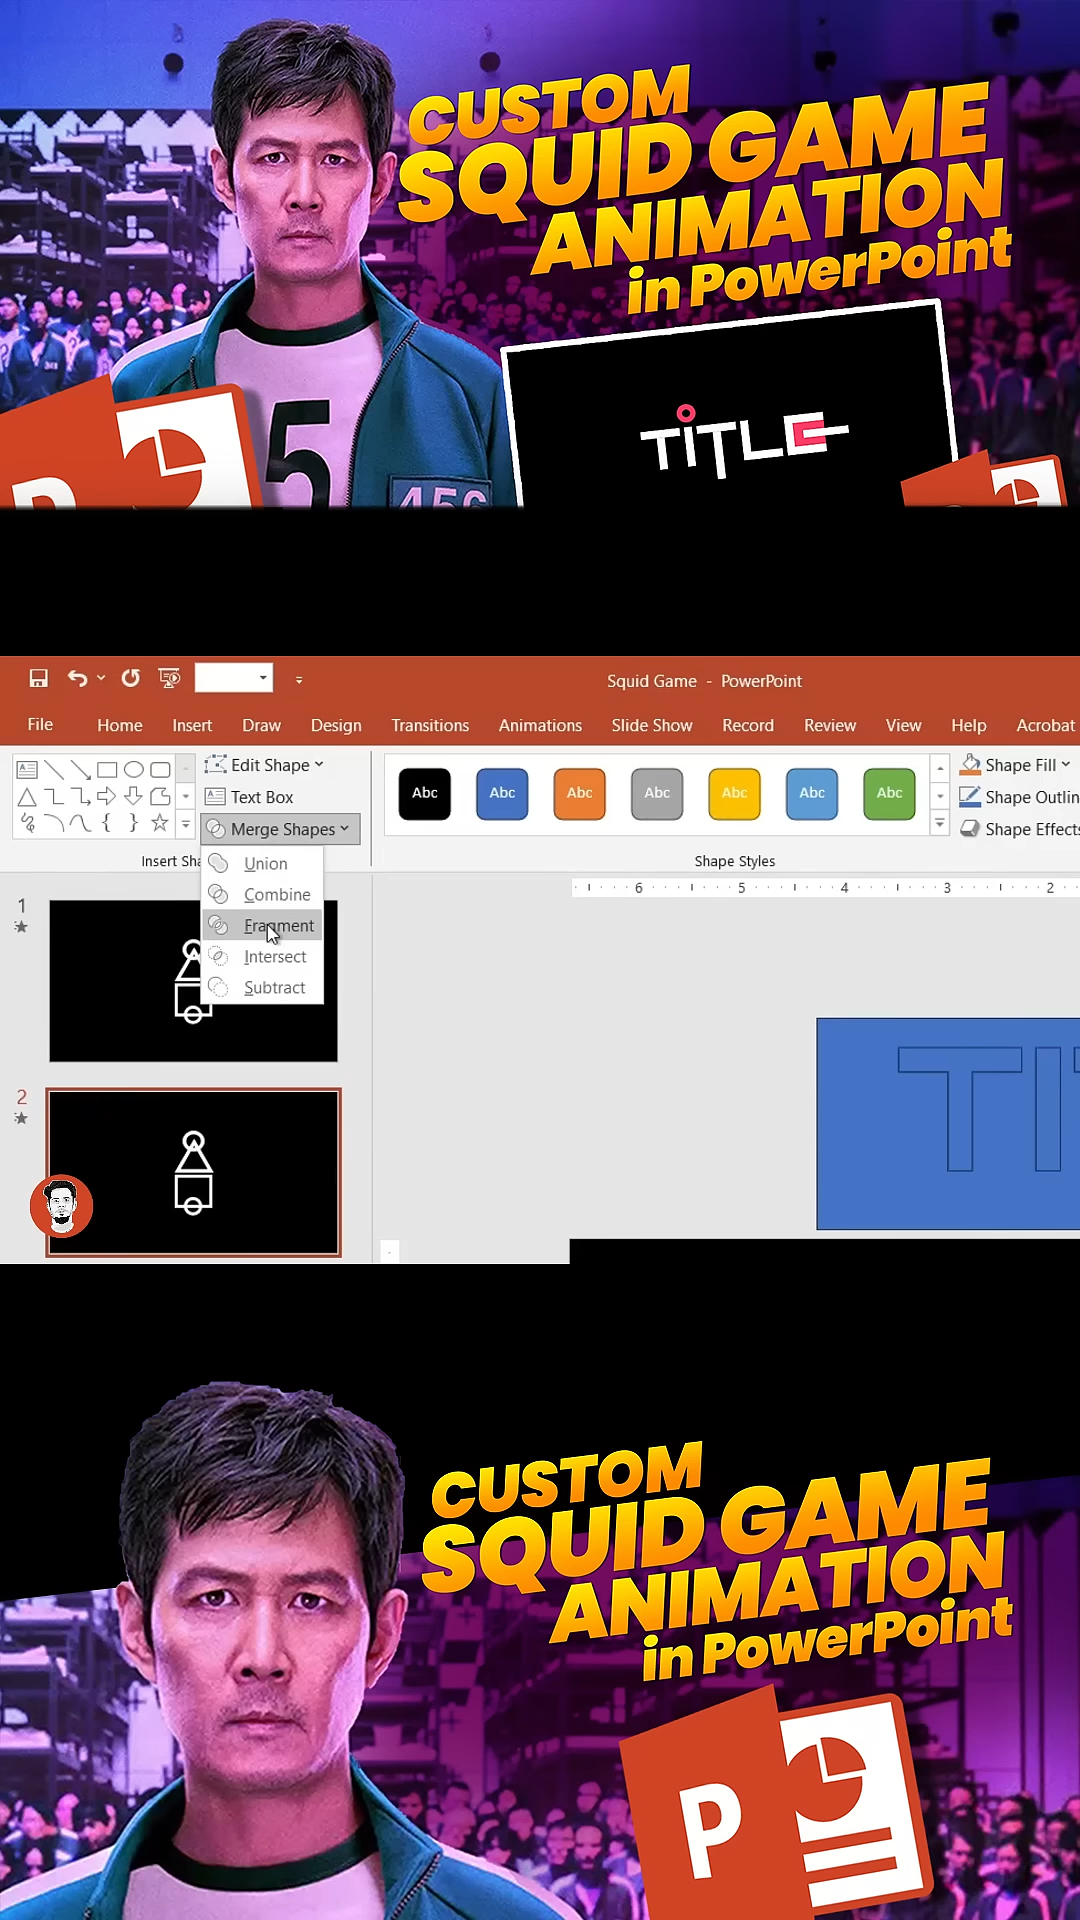 CUSTOM
SQUID GAME
ANIMATION
in PowerPoint
TiTLE
5
456
P
Squid Game - PowerPoint
File Home Insert Draw Design Transitions Animations Slide Show Record Review View Help Acrobat
Edit Shape
Text Box
Merge Shapes
Abc Abc Abc Abc Abc Abc Abc
Shape Fill
Shape Outlin
Shape Effects
Insert Sha
Shape Styles
Union
Combine
Fragment
Intersect
Subtract
6 5 4 3 2
1
2
TI
CUSTOM
SQUID GAME
ANIMATION
in PowerPoint
P